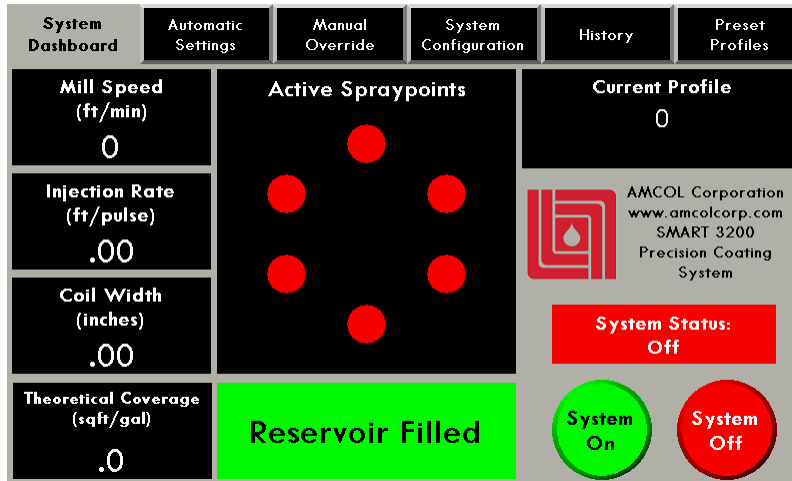 System
Dashboard
Automatic
Settings
Manual
Override
System
Configuration
History
Preset
Profiles
Mill Speed
(ft/min)
0
Injection Rate
(ft/pulse)
.00
Coil Width
(inches)
.00
Theoretical Coverage
(sqft/gal)
.0
Active Spraypoints
Reservoir Filled
Current Profile
0
AMCOL Corporation
www.amcolcorp.com
SMART 3200
Precision Coating
System
System Status:
Off
System
On
System
Off